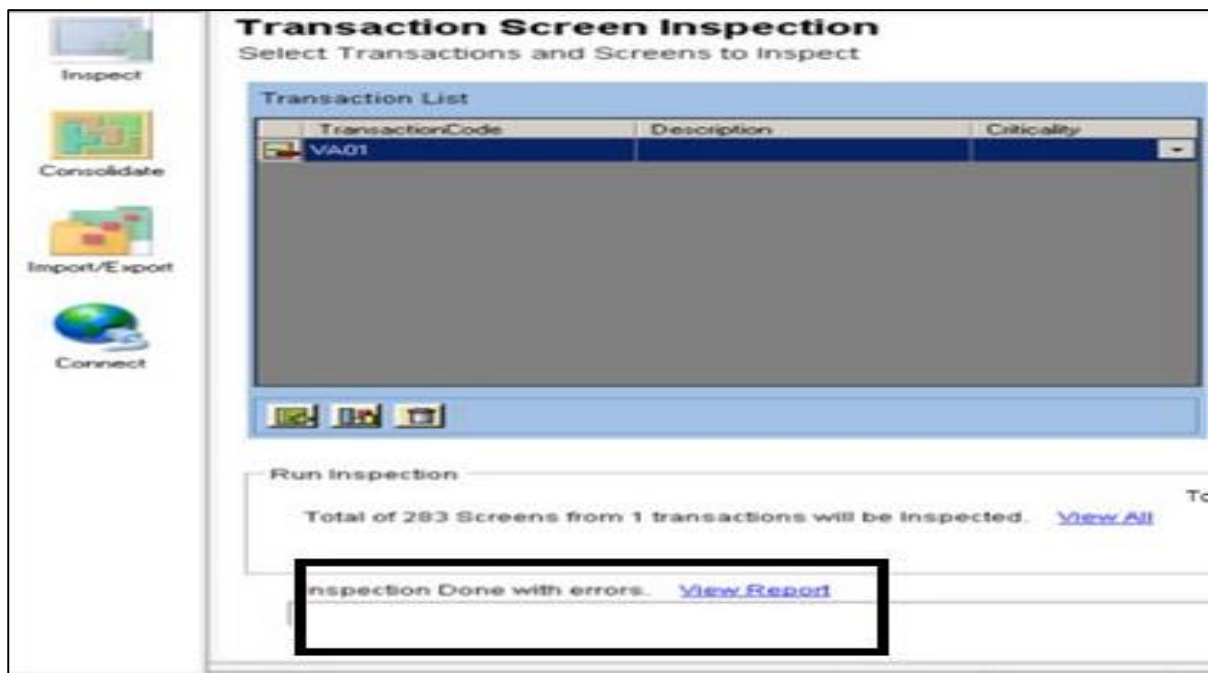 Transaction Screen Inspection
Select Transactions and Screens to Inspect
Inspect
Consolidate
Import/Export
Connect
Transaction List
TransactionCode Description Criticality
VA01
Run Inspection
To
Total of 283 Screens from 1 transactions will be Inspected. View All
nspection Done with errors. View Report